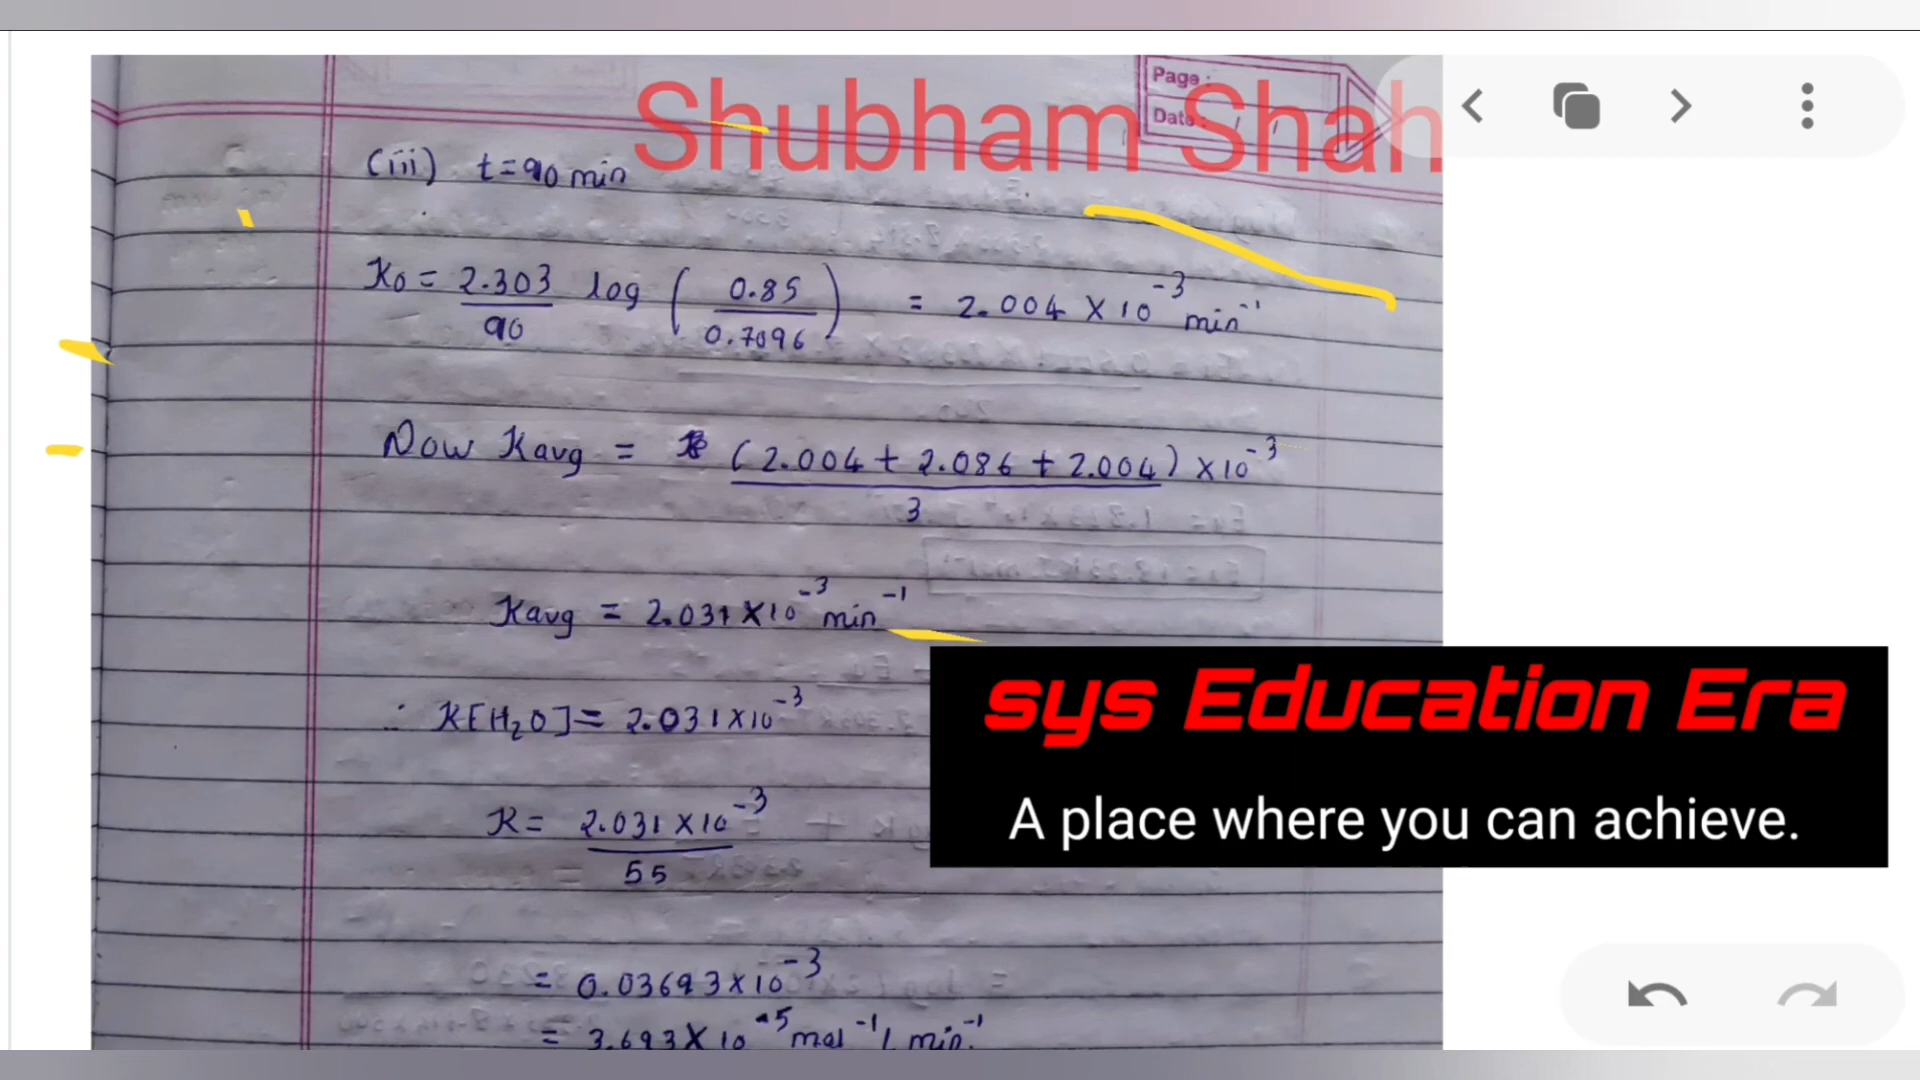 Shubham Shah
Page :
Date : / /
(iii) t = 90 min
K0 = 2.303/90 log (0.85/0.7096) = 2.004 × 10⁻³ min⁻¹
Now Kavg = (2.004 + 2.086 + 2.004) × 10⁻³
3
Kavg = 2.031 × 10⁻³ min⁻¹
∴ K[H₂O] = 2.031 × 10⁻³
K = 2.031 × 10⁻³
55
= 0.03693 × 10⁻³
= 3.693 × 10⁻⁵ mol⁻¹ L min⁻¹
sys Education Era
A place where you can achieve.